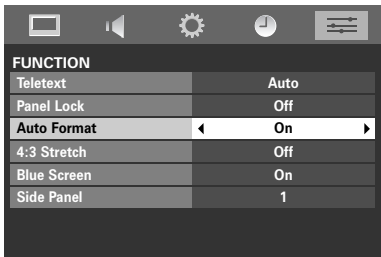 FUNCTION
Teletext Auto
Panel Lock Off
Auto Format On
4:3 Stretch Off
Blue Screen On
Side Panel 1